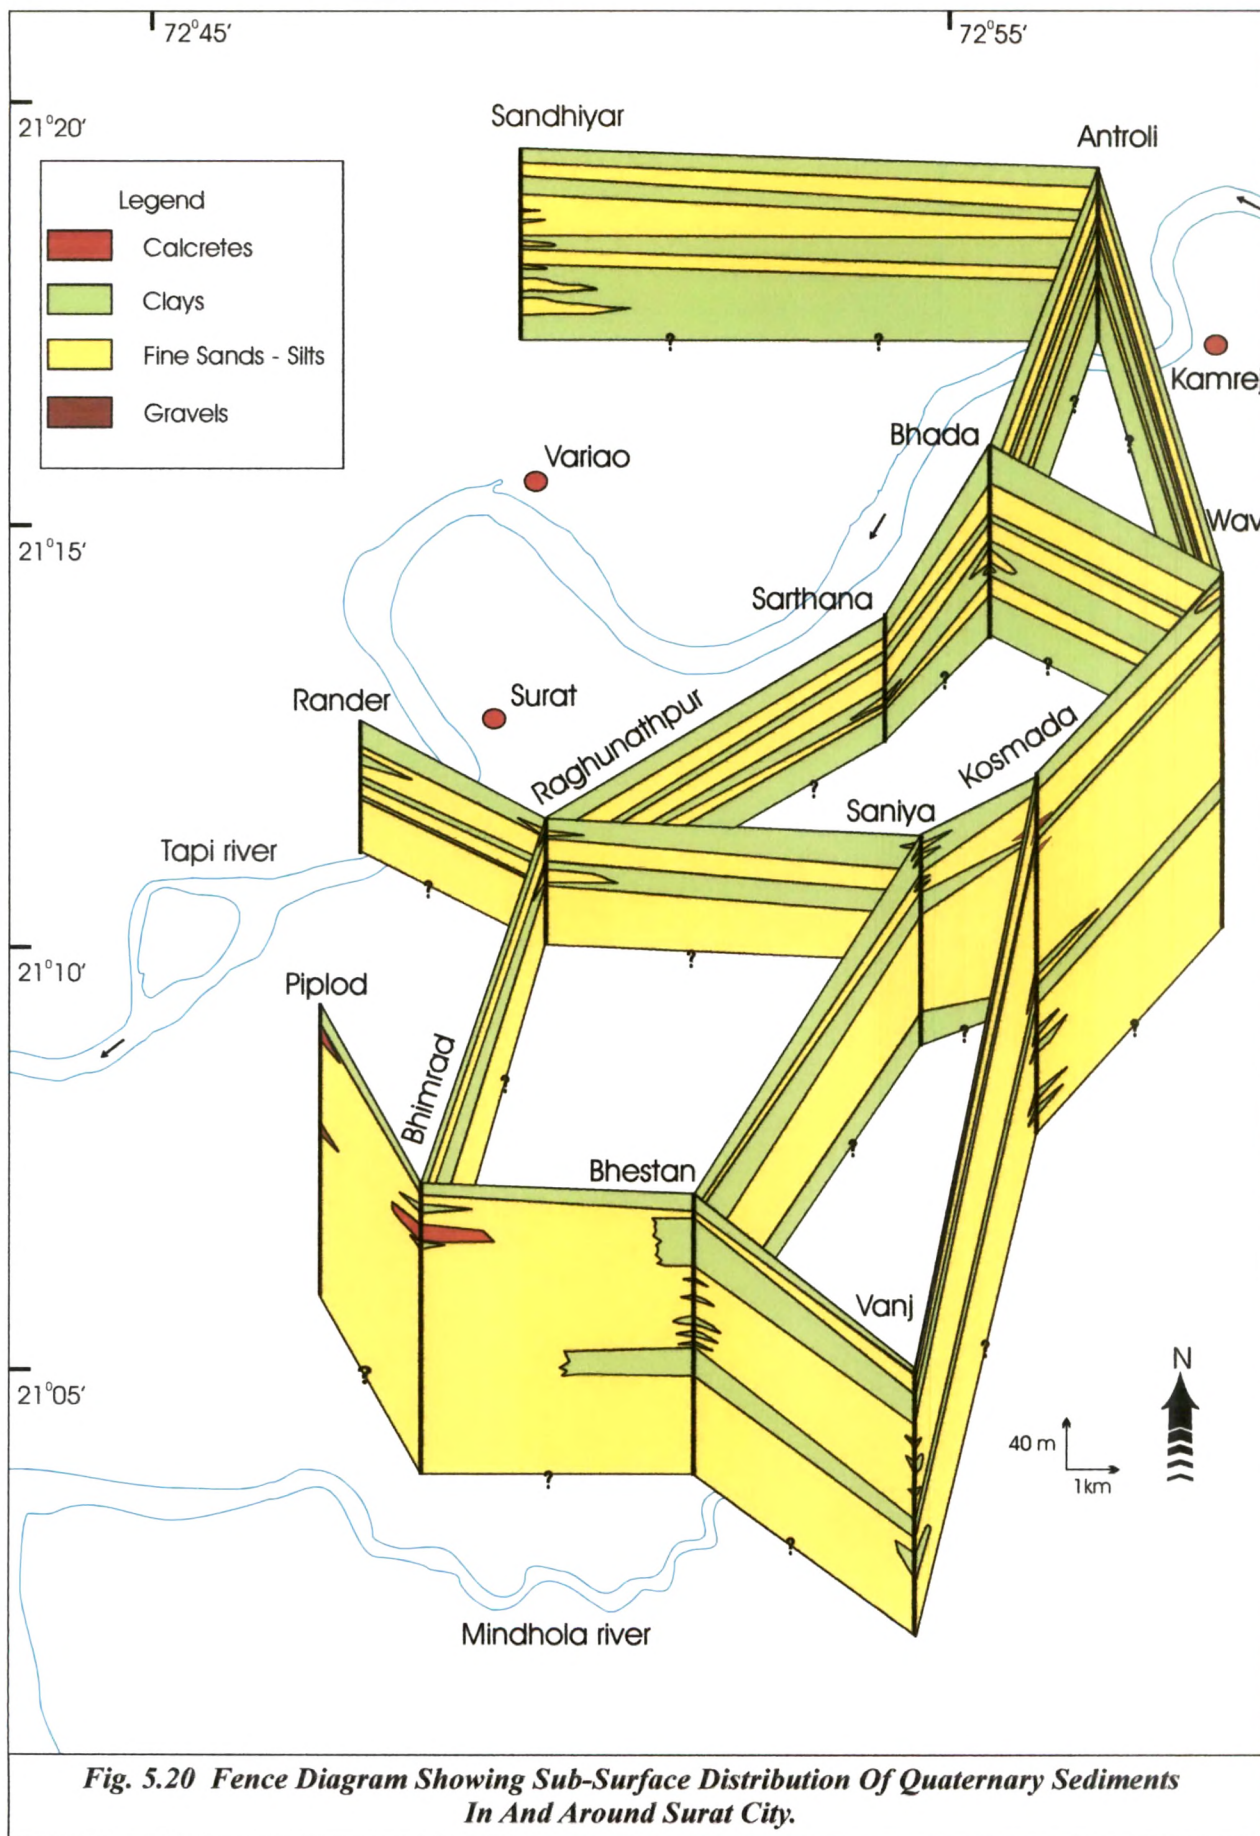 72°45′
72°55′
21°20′
Sandhiyar
Antroli
Legend
Calcretes
Clays
Fine Sands - Silts
Gravels
?
?
Kamrej
?
?
Bhada
Variao
Wav
21°15′
Sarthana
?
?
Rander
Surat
Raghunathpur
Kosmada
?
Saniya
Tapi river
?
21°10′
?
Piplod
?
?
Bhimrad
?
?
Bhestan
Vanj
?
?
21°05′
N
40 m
1km
?
?
Mindhola river
Fig. 5.20 Fence Diagram Showing Sub-Surface Distribution Of Quaternary Sediments
In And Around Surat City.